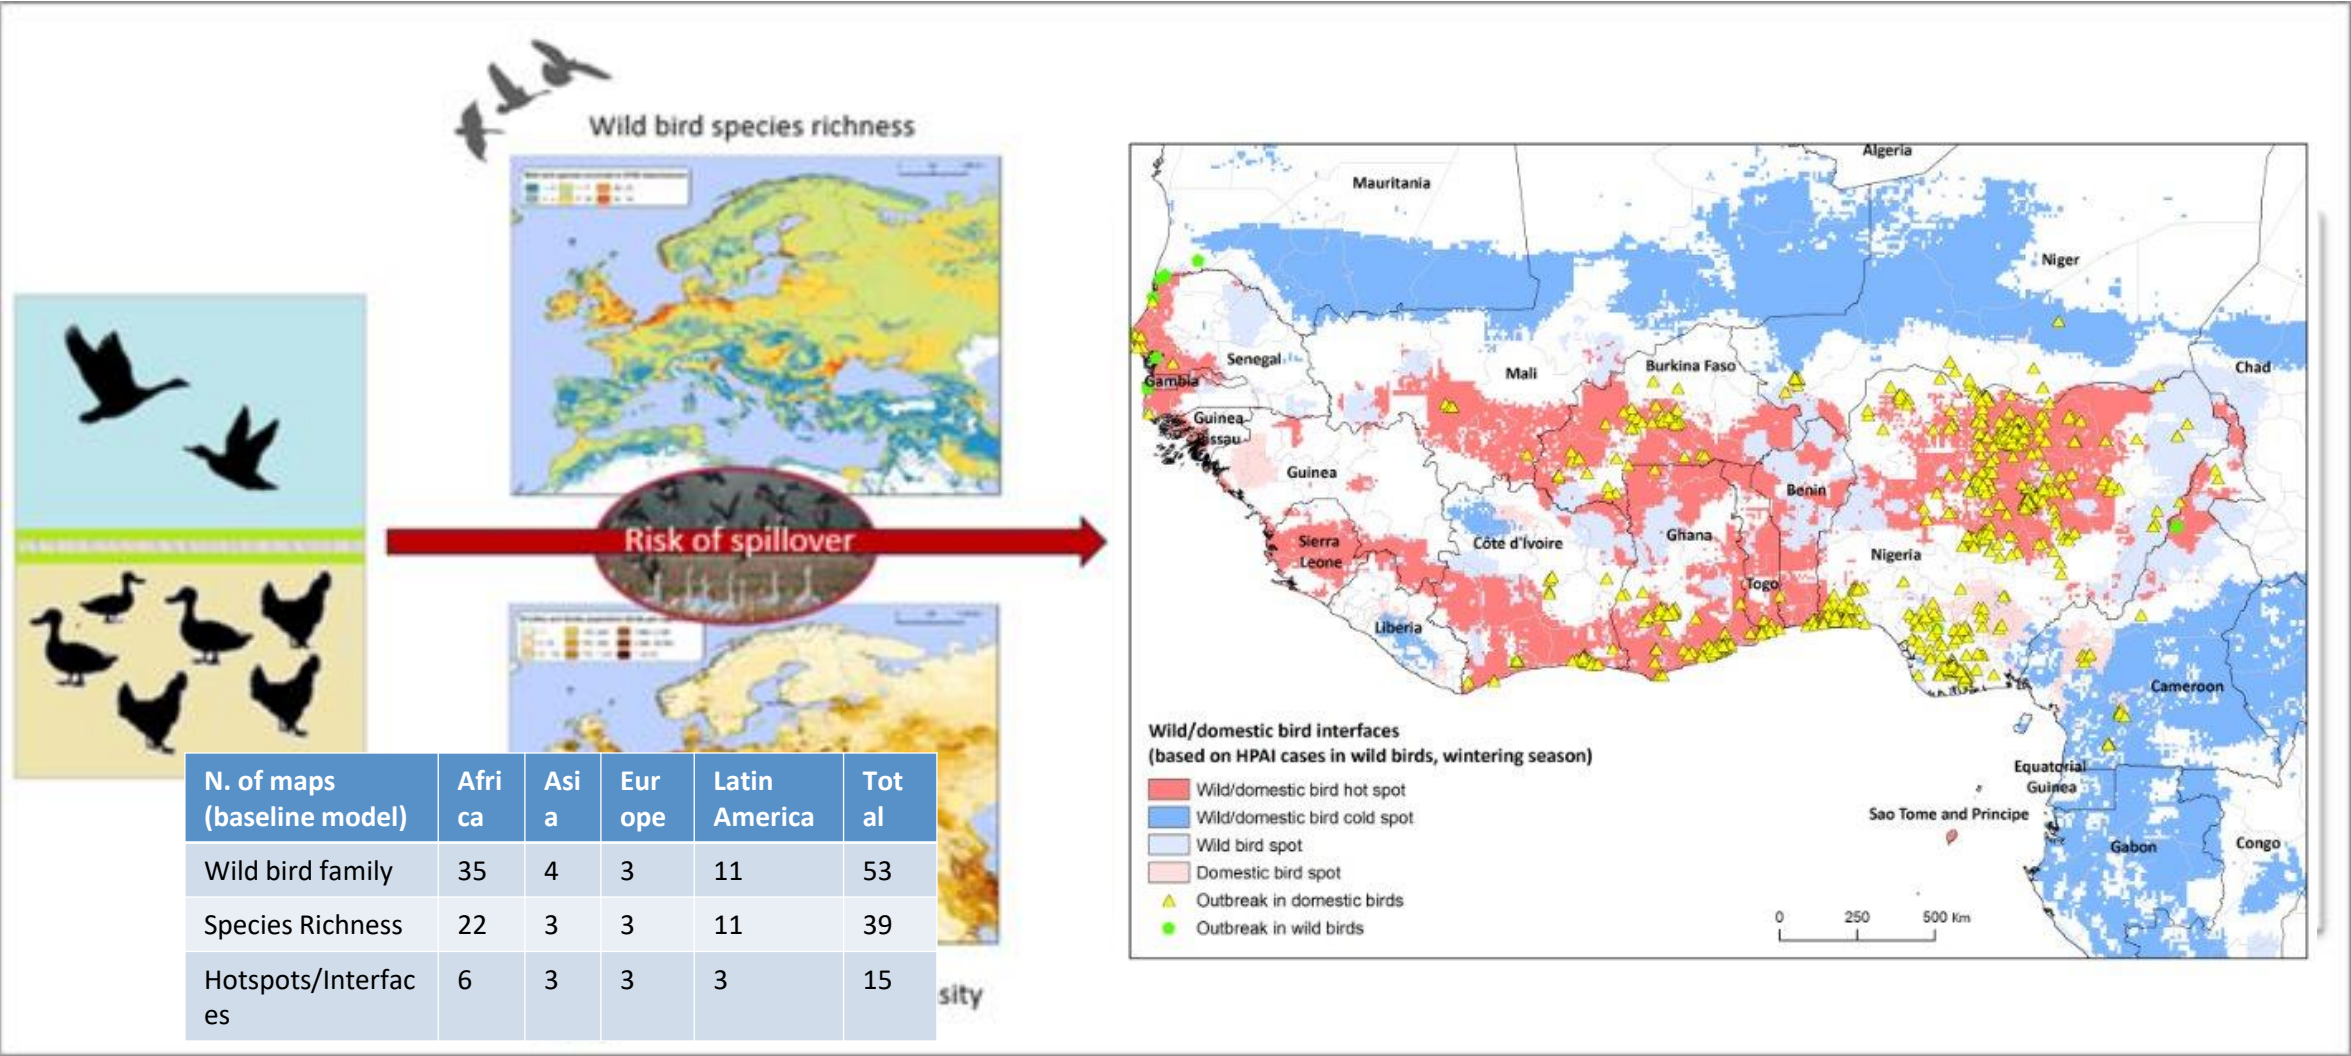 Wild bird species richness
Risk of spillover
N. of maps
(baseline model)
Afri
ca
Asi
a
Eur
ope
Latin
America
Tot
al
Wild bird family 35 4 3 11 53
Species Richness 22 3 3 11 39
Hotspots/Interfac
es
6 3 3 3 15
sity
Algeria
Mauritania
Niger
Senegal
Mali
Burkina Faso
Chad
Gambia
Guinea
Bissau
Guinea
Benin
Sierra
Leone
Côte d'Ivoire
Ghana
Nigeria
Togo
Liberia
Cameroon
Equatorial
Guinea
Sao Tome and Principe
Gabon
Congo
Wild/domestic bird interfaces
(based on HPAI cases in wild birds, wintering season)
Wild/domestic bird hot spot
Wild/domestic bird cold spot
Wild bird spot
Domestic bird spot
Outbreak in domestic birds
Outbreak in wild birds
0 250 500 Km